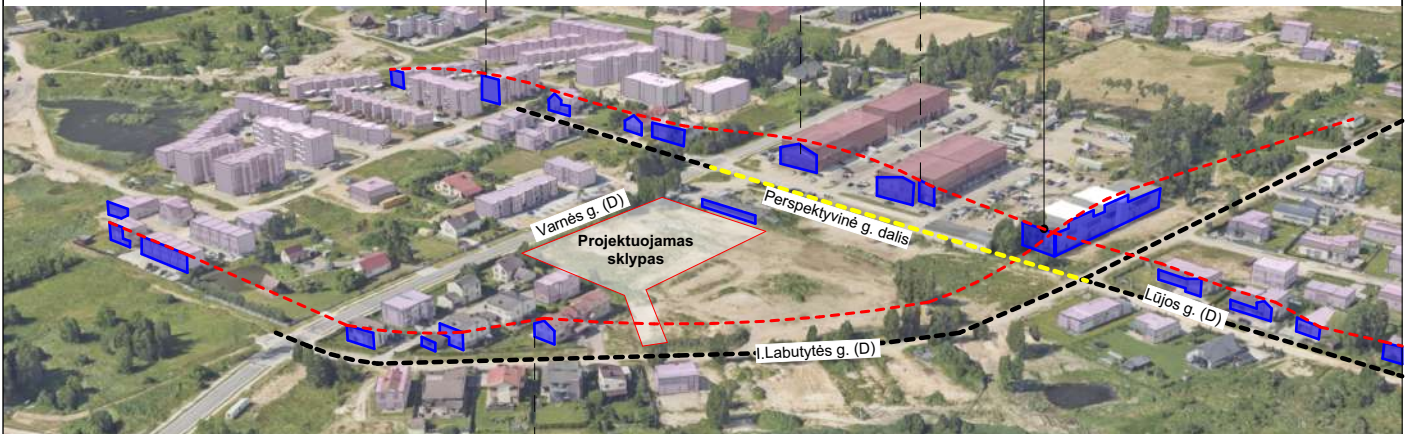 Varnės g. (D)
Projektuojamas
sklypas
Perspektyvinė g. dalis
Lūjos g. (D)
I.Labutytės g. (D)